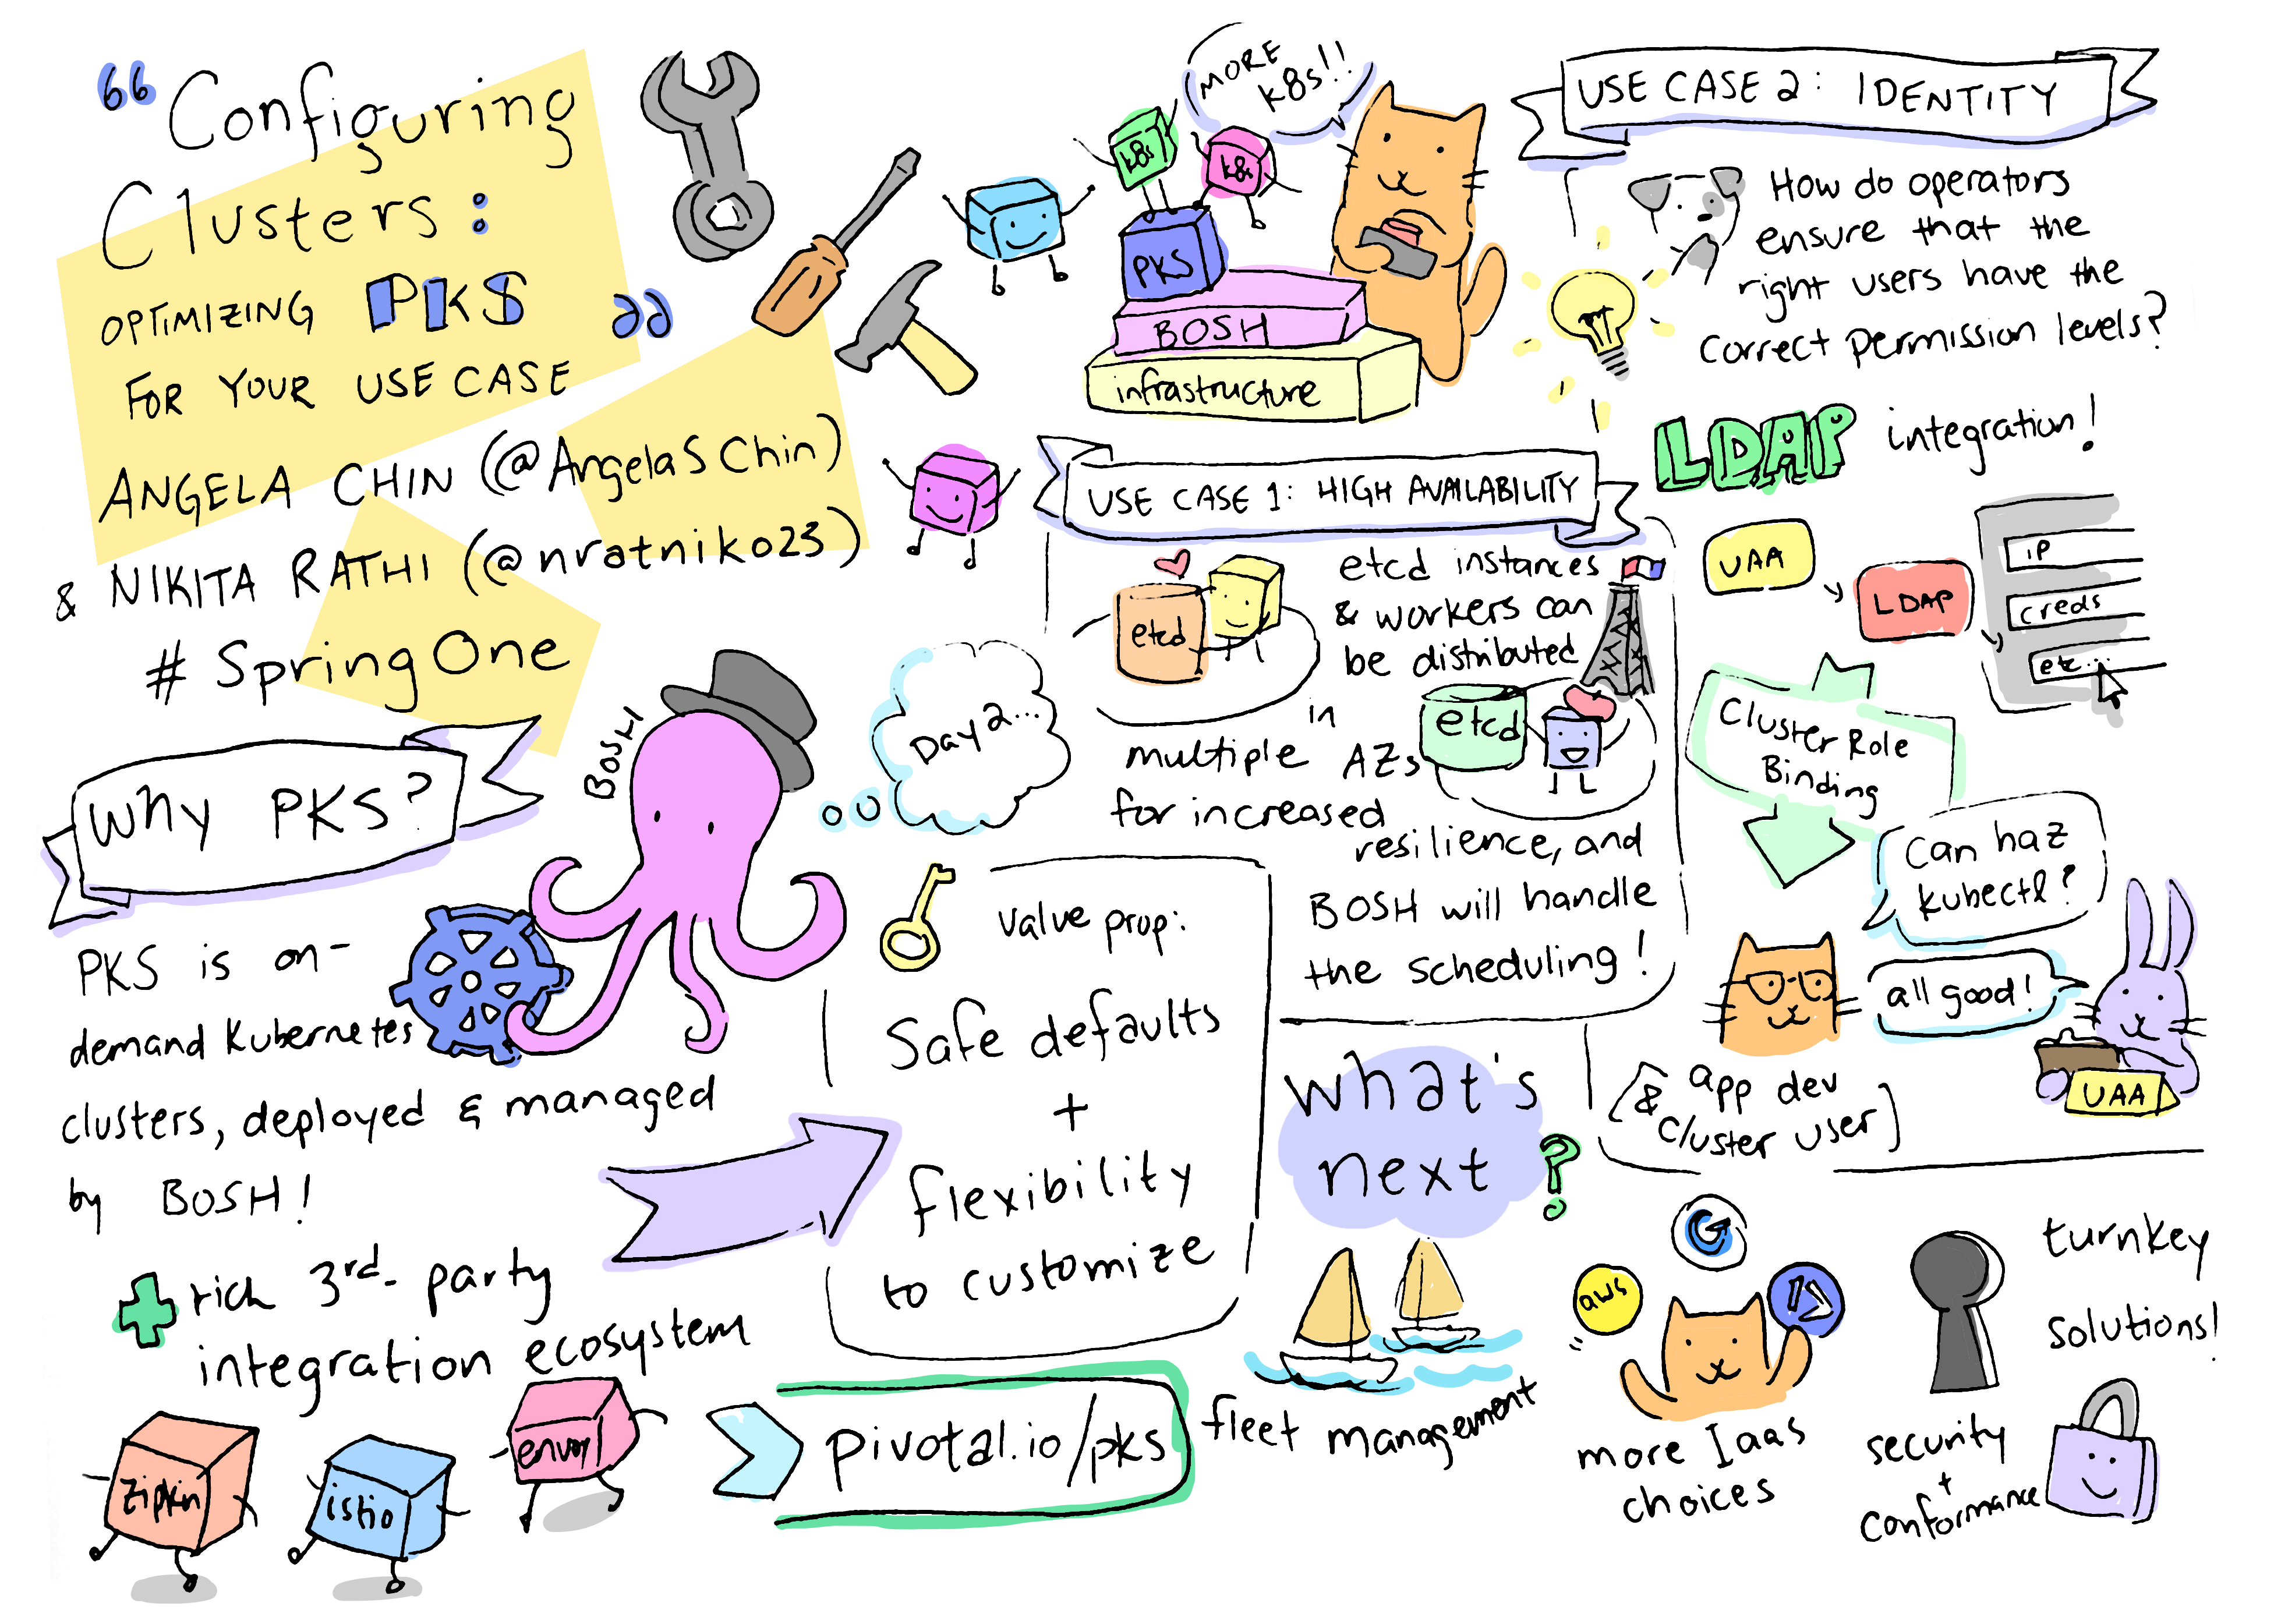 “Configuring
Clusters:
OPTIMIZING PKS ”
FOR YOUR USE CASE
ANGELA CHIN (@AngelaSChin)
& NIKITA RATHI (@nratniko23)
# SpringOne
Why PKS?
PKS is on-
demand Kubernetes
clusters, deployed & managed
by BOSH!
rich 3rd-party
integration ecosystem
zipkin
istio
envoy
BOSH
Day 2...
value prop:
Safe defaults
+
flexibility
to customize
pivotal.io/pks
MORE
k8s!!
k8s
k8s
PKS
BOSH
infrastructure
USE CASE 1: HIGH AVAILABILITY
etcd
etcd instances
& workers can
be distributed
in
multiple AZs
etcd
for increased
resilience, and
BOSH will handle
the scheduling!
USE CASE 2: IDENTITY
How do operators
ensure that the
right users have the
correct permission levels?
LDAP integration!
UAA
LDAP
iP
creds
etc...
Cluster Role
Binding
Can haz
kubectl?
all good!
UAA
[& app dev
cluster user]
what's
next?
fleet management
aws
more Iaas
choices
turnkey
solutions!
security
+
conformance